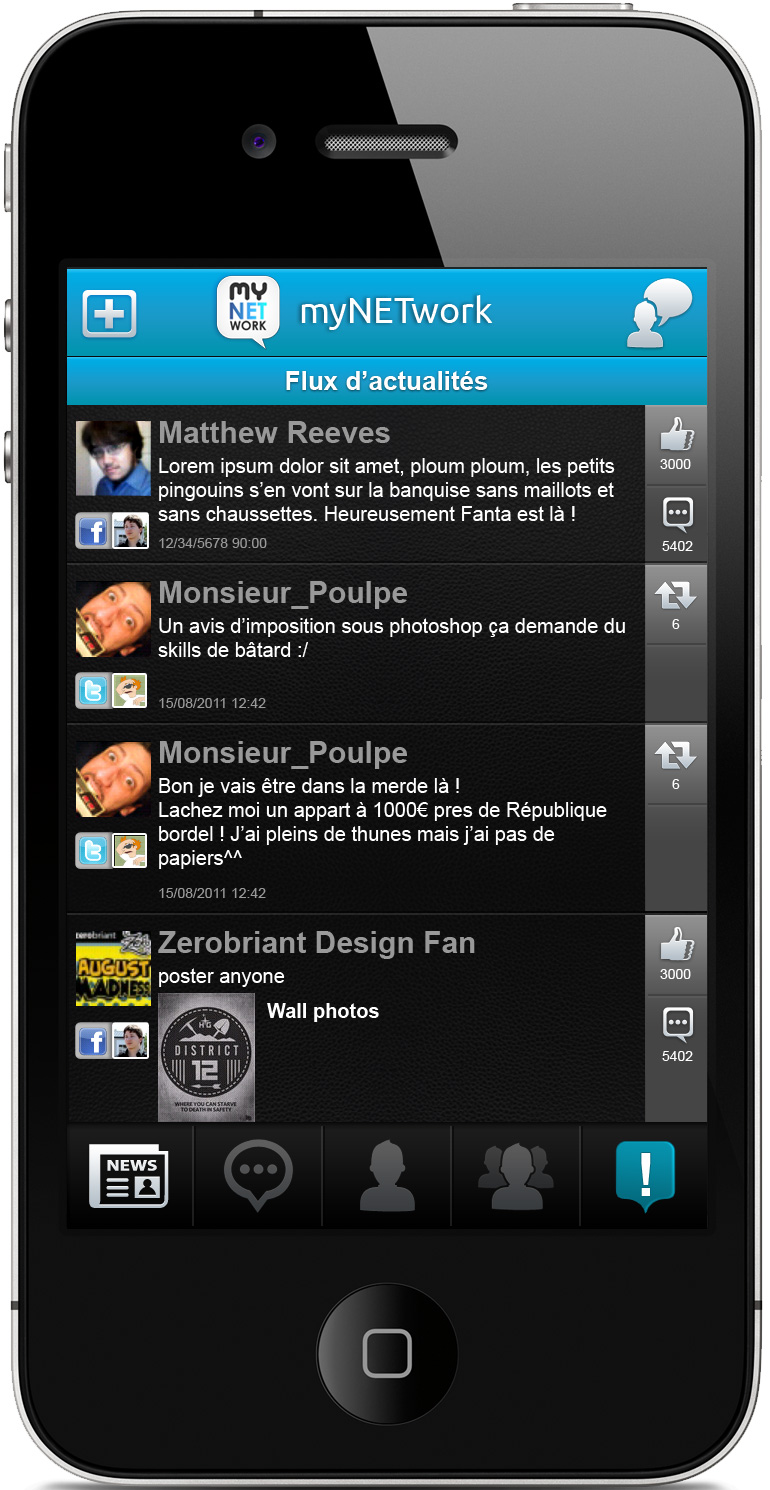 MY
NET
WORK
myNETwork
Flux d’actualités
Matthew Reeves
Lorem ipsum dolor sit amet, ploum ploum, les petits
pingouins s’en vont sur la banquise sans maillots et
sans chaussettes. Heureusement Fanta est là !
12/34/5678 90:00
3000
5402
Monsieur_Poulpe
Un avis d’imposition sous photoshop ça demande du
skills de bâtard :/
15/08/2011 12:42
6
Monsieur_Poulpe
Bon je vais être dans la merde là !
Lachez moi un appart à 1000€ pres de République
bordel ! J’ai pleins de thunes mais j’ai pas de
papiers^^
15/08/2011 12:42
6
zerobriant
AUGUST
MADNESS
Zerobriant Design Fan
poster anyone
Wall photos
DISTRICT
12
WHERE YOU CAN STARVE
TO DEATH IN SAFETY
3000
5402
NEWS